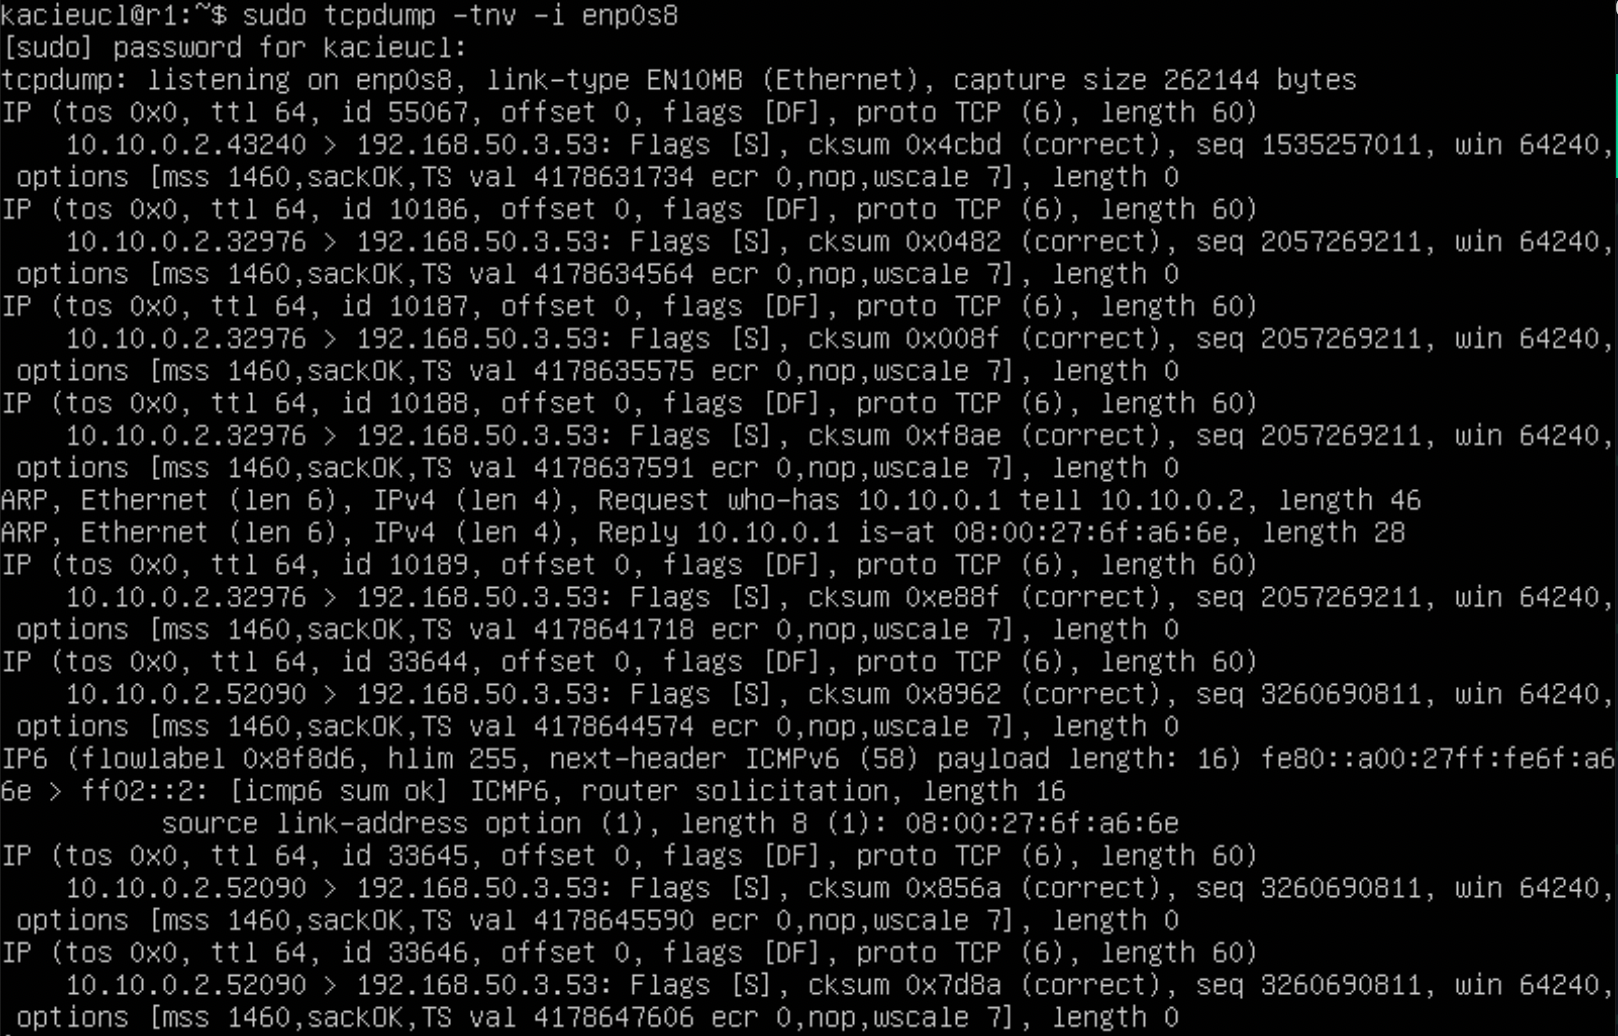 kacieucl@r1:~$ sudo tcpdump -tnv -i enp0s8
[sudo] password for kacieucl:
tcpdump: listening on enp0s8, link-type EN10MB (Ethernet), capture size 262144 bytes
IP (tos 0x0, ttl 64, id 55067, offset 0, flags [DF], proto TCP (6), length 60)
    10.10.0.2.43240 > 192.168.50.3.53: Flags [S], cksum 0x4cbd (correct), seq 1535257011, win 64240,
 options [mss 1460,sackOK,TS val 4178631734 ecr 0,nop,wscale 7], length 0
IP (tos 0x0, ttl 64, id 10186, offset 0, flags [DF], proto TCP (6), length 60)
    10.10.0.2.32976 > 192.168.50.3.53: Flags [S], cksum 0x0482 (correct), seq 2057269211, win 64240,
 options [mss 1460,sackOK,TS val 4178634564 ecr 0,nop,wscale 7], length 0
IP (tos 0x0, ttl 64, id 10187, offset 0, flags [DF], proto TCP (6), length 60)
    10.10.0.2.32976 > 192.168.50.3.53: Flags [S], cksum 0x008f (correct), seq 2057269211, win 64240,
 options [mss 1460,sackOK,TS val 4178635575 ecr 0,nop,wscale 7], length 0
IP (tos 0x0, ttl 64, id 10188, offset 0, flags [DF], proto TCP (6), length 60)
    10.10.0.2.32976 > 192.168.50.3.53: Flags [S], cksum 0xf8ae (correct), seq 2057269211, win 64240,
 options [mss 1460,sackOK,TS val 4178637591 ecr 0,nop,wscale 7], length 0
ARP, Ethernet (len 6), IPv4 (len 4), Request who-has 10.10.0.1 tell 10.10.0.2, length 46
ARP, Ethernet (len 6), IPv4 (len 4), Reply 10.10.0.1 is-at 08:00:27:6f:a6:6e, length 28
IP (tos 0x0, ttl 64, id 10189, offset 0, flags [DF], proto TCP (6), length 60)
    10.10.0.2.32976 > 192.168.50.3.53: Flags [S], cksum 0xe88f (correct), seq 2057269211, win 64240,
 options [mss 1460,sackOK,TS val 4178641718 ecr 0,nop,wscale 7], length 0
IP (tos 0x0, ttl 64, id 33644, offset 0, flags [DF], proto TCP (6), length 60)
    10.10.0.2.52090 > 192.168.50.3.53: Flags [S], cksum 0x8962 (correct), seq 3260690811, win 64240,
 options [mss 1460,sackOK,TS val 4178644574 ecr 0,nop,wscale 7], length 0
IP6 (flowlabel 0x8f8d6, hlim 255, next-header ICMPv6 (58) payload length: 16) fe80::a00:27ff:fe6f:a6
6e > ff02::2: [icmp6 sum ok] ICMP6, router solicitation, length 16
          source link-address option (1), length 8 (1): 08:00:27:6f:a6:6e
IP (tos 0x0, ttl 64, id 33645, offset 0, flags [DF], proto TCP (6), length 60)
    10.10.0.2.52090 > 192.168.50.3.53: Flags [S], cksum 0x856a (correct), seq 3260690811, win 64240,
 options [mss 1460,sackOK,TS val 4178645590 ecr 0,nop,wscale 7], length 0
IP (tos 0x0, ttl 64, id 33646, offset 0, flags [DF], proto TCP (6), length 60)
    10.10.0.2.52090 > 192.168.50.3.53: Flags [S], cksum 0x7d8a (correct), seq 3260690811, win 64240,
 options [mss 1460,sackOK,TS val 4178647606 ecr 0,nop,wscale 7], length 0